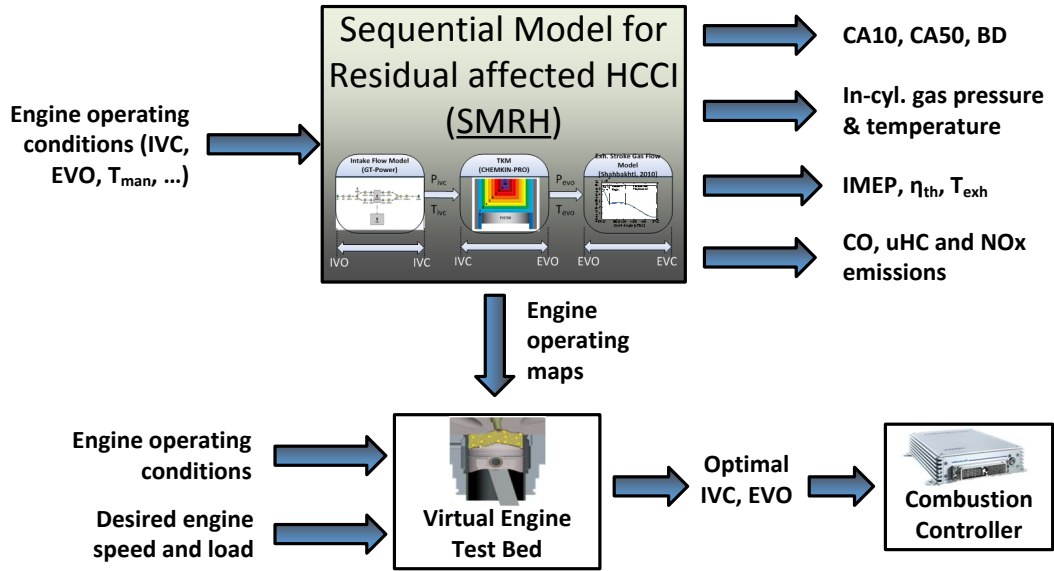 Sequential Model for
Residual affected HCCI
(SMRH)
Engine operating
conditions (IVC,
EVO, Tman, ...)
Intake Flow Model
(GT-Power)
Pivc
Tivc
TKM
(CHEMKIN-PRO)
PISTON
Pevo
Tevo
Exh. Stroke Gas Flow
Model
(Shahbakhti, 2010)
IVO
IVC
IVC
EVO
EVO
EVC
CA10, CA50, BD
In-cyl. gas pressure
& temperature
IMEP, ηth, Texh
CO, uHC and NOx
emissions
Engine
operating
maps
Engine operating
conditions
Desired engine
speed and load
Virtual Engine
Test Bed
Optimal
IVC, EVO
Combustion
Controller